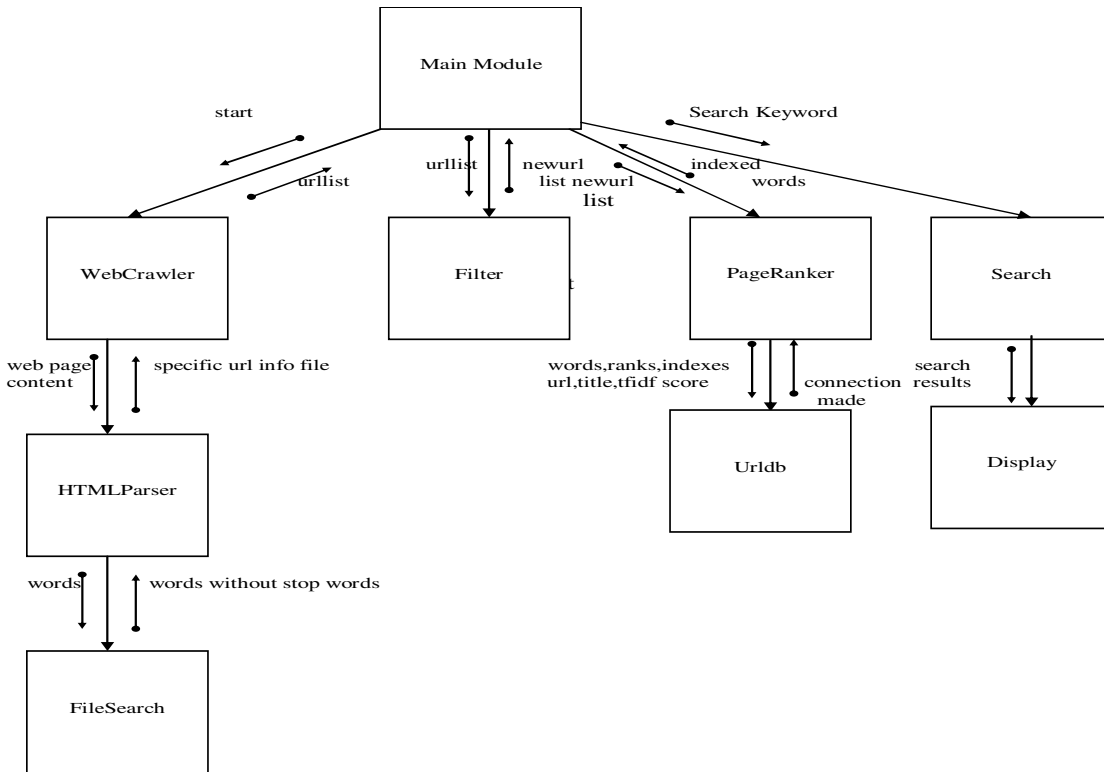 Main Module
start
Search Keyword
urllist
newurl
indexed
urllist
list newurl
words
list
WebCrawler
Filter
PageRanker
Search
t
web page
specific url info file
words,ranks,indexes
search
content
url,title,tfidf score
connection
results
made
HTMLParser
Urldb
Display
words
words without stop words
FileSearch